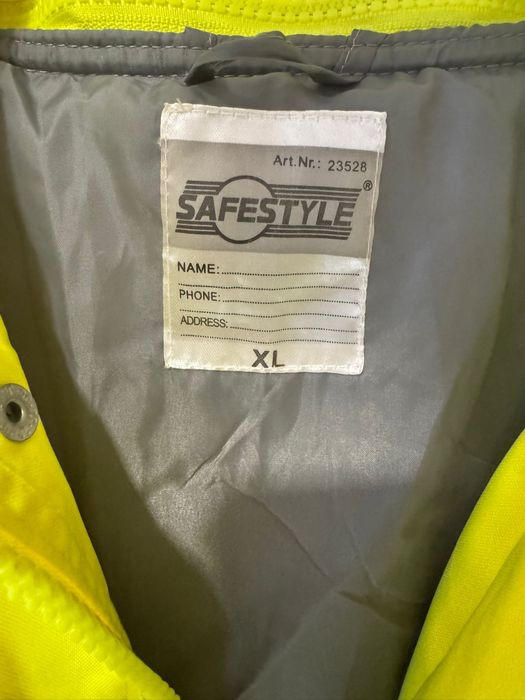 Art.Nr.: 23528
SAFESTYLE®
NAME:
PHONE:
ADDRESS:
XL